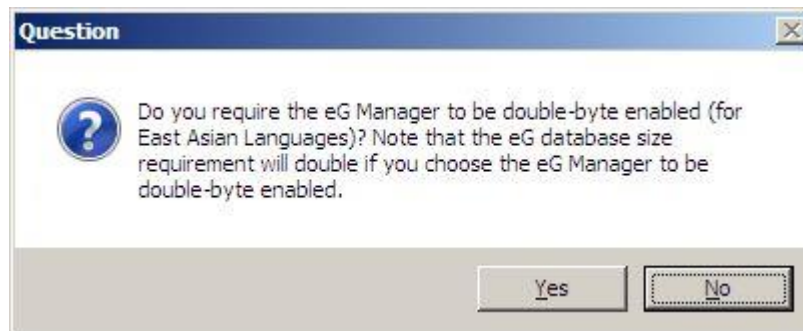 Question
Do you require the eG Manager to be double-byte enabled (for
East Asian Languages)? Note that the eG database size
requirement will double if you choose the eG Manager to be
double-byte enabled.
Yes No